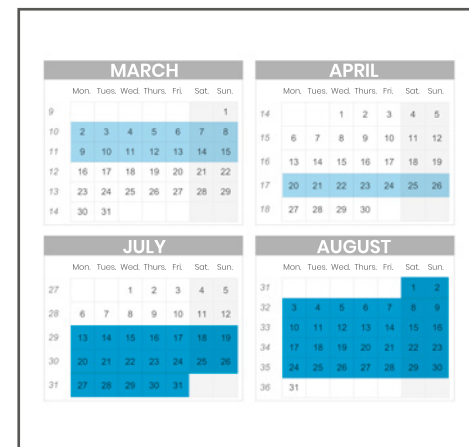 MARCH
Mon. Tues. Wed. Thurs. Fri. Sat. Sun.
9 1
10 2 3 4 5 6 7 8
11 9 10 11 12 13 14 15
12 16 17 18 19 20 21 22
13 23 24 25 26 27 28 29
14 30 31
APRIL
Mon. Tues. Wed. Thurs. Fri. Sat. Sun.
14 1 2 3 4 5
15 6 7 8 9 10 11 12
16 13 14 15 16 17 18 19
17 20 21 22 23 24 25 26
18 27 28 29 30
JULY
Mon. Tues. Wed. Thurs. Fri. Sat. Sun.
27 1 2 3 4 5
28 6 7 8 9 10 11 12
29 13 14 15 16 17 18 19
30 20 21 22 23 24 25 26
31 27 28 29 30 31
AUGUST
Mon. Tues. Wed. Thurs. Fri. Sat. Sun.
31 1 2
32 3 4 5 6 7 8 9
33 10 11 12 13 14 15 16
34 17 18 19 20 21 22 23
35 24 25 26 27 28 29 30
36 31